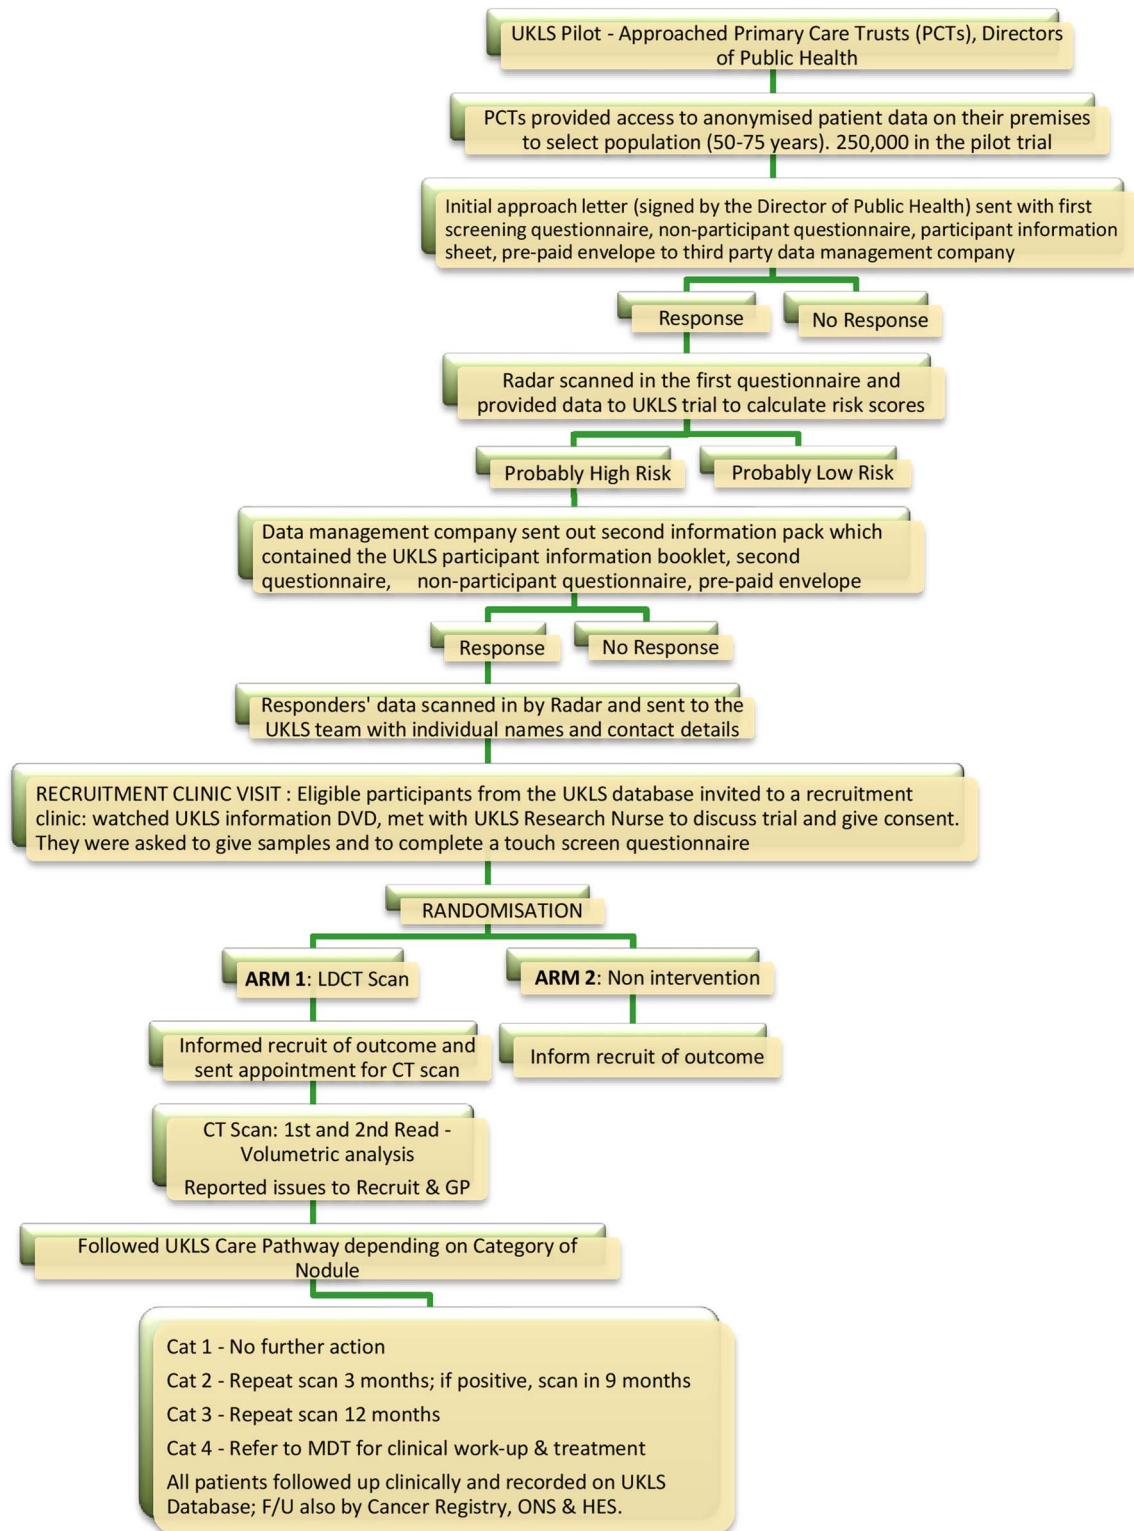 UKLS Pilot - Approached Primary Care Trusts (PCTs), Directors
of Public Health
PCTs provided access to anonymised patient data on their premises
to select population (50-75 years). 250,000 in the pilot trial
Initial approach letter (signed by the Director of Public Health) sent with first
screening questionnaire, non-participant questionnaire, participant information
sheet, pre-paid envelope to third party data management company
Response
No Response
Radar scanned in the first questionnaire and
provided data to UKLS trial to calculate risk scores
Probably High Risk
Probably Low Risk
Data management company sent out second information pack which
contained the UKLS participant information booklet, second
questionnaire, non-participant questionnaire, pre-paid envelope
Response
No Response
Responders' data scanned in by Radar and sent to the
UKLS team with individual names and contact details
RECRUITMENT CLINIC VISIT : Eligible participants from the UKLS database invited to a recruitment
clinic: watched UKLS information DVD, met with UKLS Research Nurse to discuss trial and give consent.
They were asked to give samples and to complete a touch screen questionnaire
RANDOMISATION
ARM 1: LDCT Scan
ARM 2: Non intervention
Informed recruit of outcome and
sent appointment for CT scan
Inform recruit of outcome
CT Scan: 1st and 2nd Read -
Volumetric analysis
Reported issues to Recruit & GP
Followed UKLS Care Pathway depending on Category of
Nodule
Cat 1 - No further action
Cat 2 - Repeat scan 3 months; if positive, scan in 9 months
Cat 3 - Repeat scan 12 months
Cat 4 - Refer to MDT for clinical work-up & treatment
All patients followed up clinically and recorded on UKLS
Database; F/U also by Cancer Registry, ONS & HES.